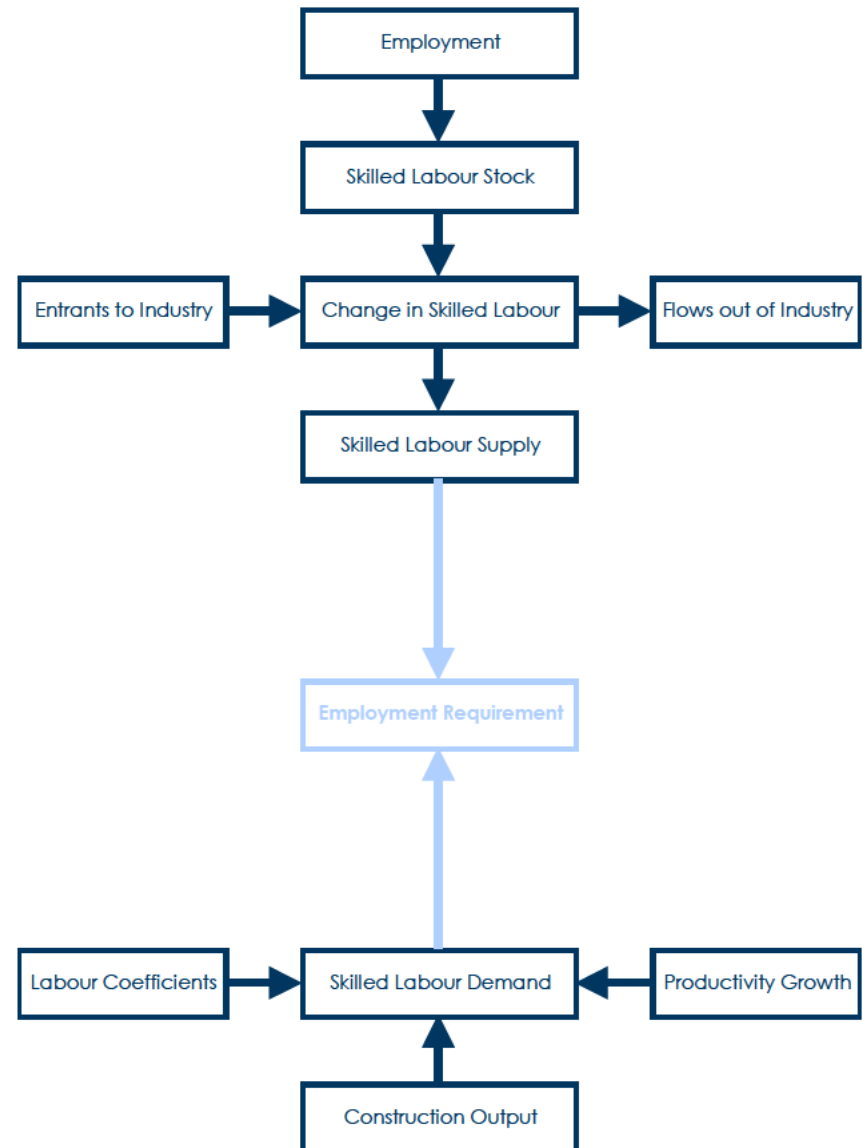 Employment
Skilled Labour Stock
Entrants to Industry
Change in Skilled Labour
Flows out of Industry
Skilled Labour Supply
Employment Requirement
Labour Coefficients
Skilled Labour Demand
Productivity Growth
Construction Output